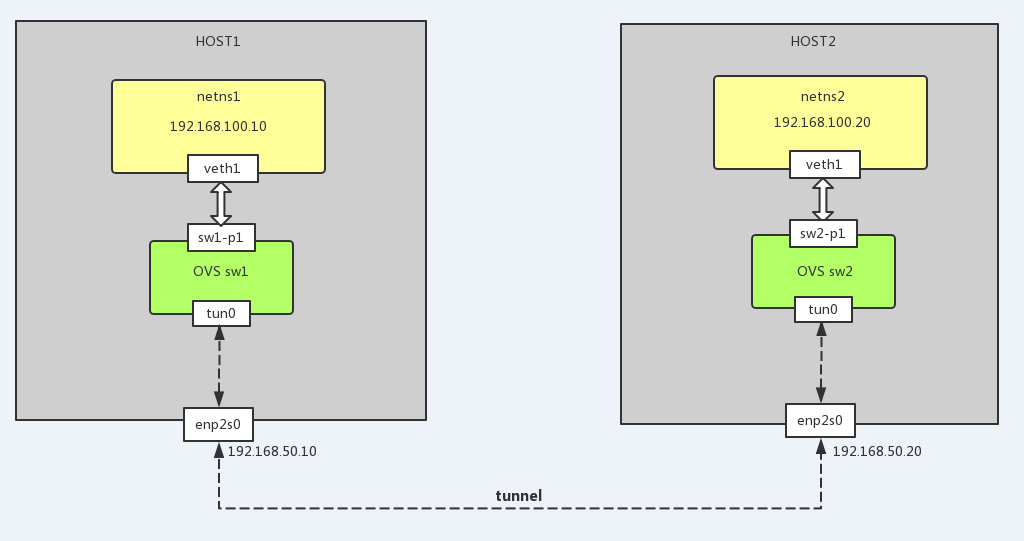 HOST1
netns1
192.168.100.10
veth1
sw1-p1
OVS sw1
tun0
enp2s0
192.168.50.10
HOST2
netns2
192.168.100.20
veth1
sw2-p1
OVS sw2
tun0
enp2s0
192.168.50.20
tunnel